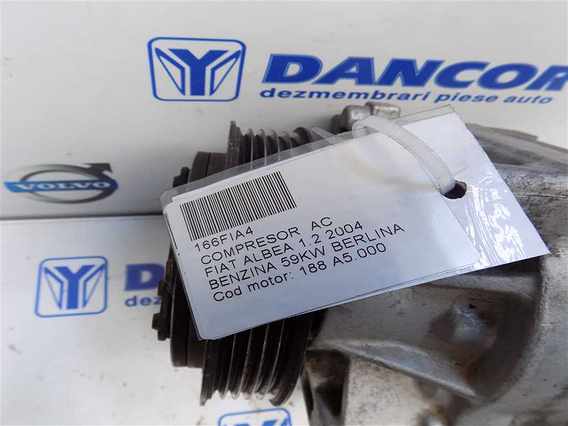 DANCOR
dezmembrari piese auto
VOLVO
166FIA4
COMPRESOR AC
FIAT ALBEA 1.2 2004
BENZINA 59KW BERLINA
Cod motor: 188 A5.000
DAN